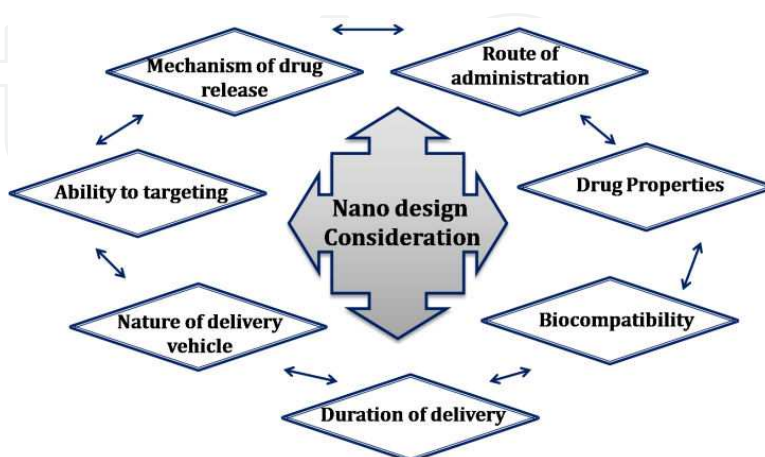 Mechanism of drug
release
Route of
administration
Ability to targeting
Nano design
Consideration
Drug Properties
Nature of delivery
vehicle
Biocompatibility
Duration of delivery